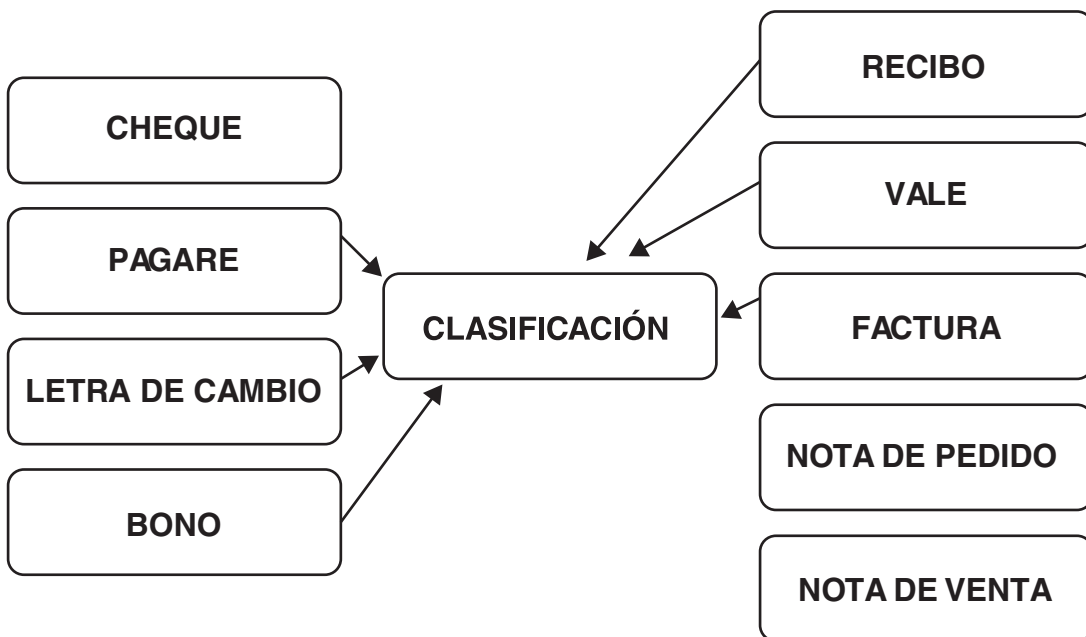 CHEQUE
PAGARE
LETRA DE CAMBIO
BONO
CLASIFICACIÓN
RECIBO
VALE
FACTURA
NOTA DE PEDIDO
NOTA DE VENTA